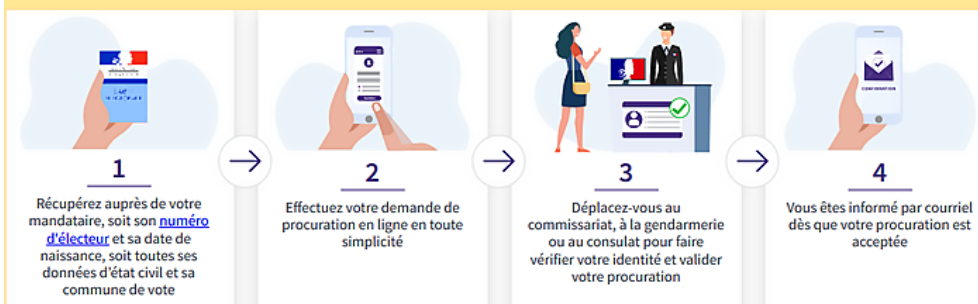 1
Récupérez auprès de votre
mandataire, soit son numéro
d'électeur et sa date de
naissance, soit toutes ses
données d'état civil et sa
commune de vote
2
Effectuez votre demande de
procuration en ligne en toute
simplicité
3
Déplacez-vous au
commissariat, à la gendarmerie
ou au consulat pour faire
vérifier votre identité et valider
votre procuration
CONFIRMATION
4
Vous êtes informé par courriel
dès que votre procuration est
acceptée